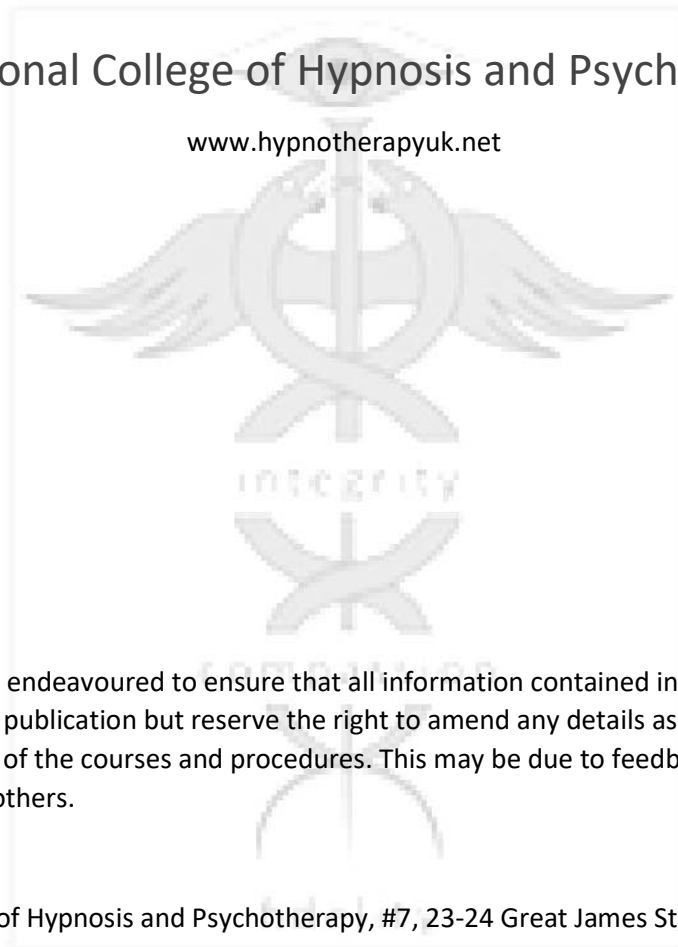 onal College of Hypnosis and Psych
www.hypnotherapyuk.net
integrity
compassion
endeavoured to ensure that all information contained in
publication but reserve the right to amend any details as
of the courses and procedures. This may be due to feedb
others.
of Hypnosis and Psychotherapy, #7, 23-24 Great James St